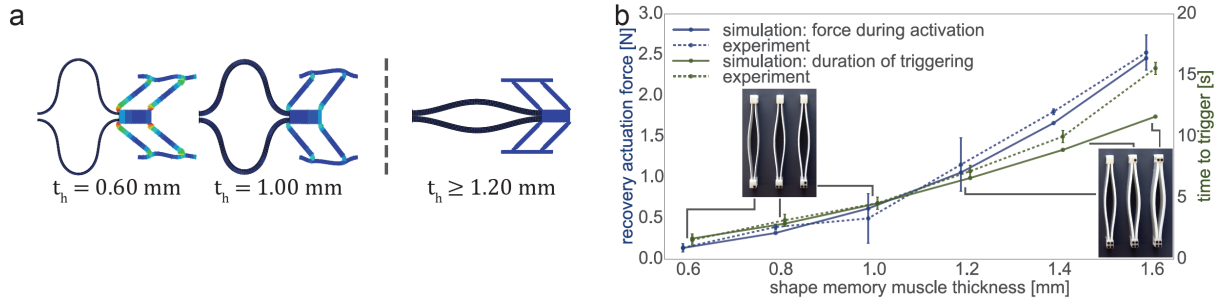 a
t_h = 0.60 mm
t_h = 1.00 mm
t_h ≥ 1.20 mm
b
recovery actuation force [N]
3.0
2.5
2.0
1.5
1.0
0.5
0.0
simulation: force during activation
experiment
simulation: duration of triggering
experiment
20
15
10
5
0
time to trigger [s]
0.6 0.8 1.0 1.2 1.4 1.6
shape memory muscle thickness [mm]